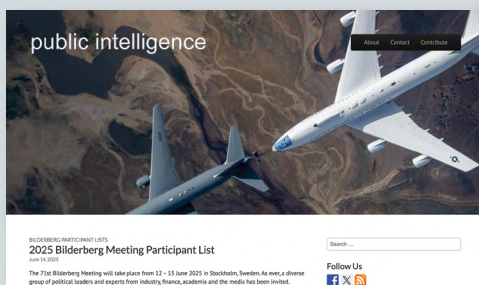 public intelligence
About Contact Contribute
BILDERBERG PARTICIPANT LISTS
2025 Bilderberg Meeting Participant List
June 14, 2025
The 71st Bilderberg Meeting will take place from 12 – 15 June 2025 in Stockholm, Sweden. As ever, a diverse
group of political leaders and experts from industry, finance, academia and the media has been invited.
Search …
Follow Us